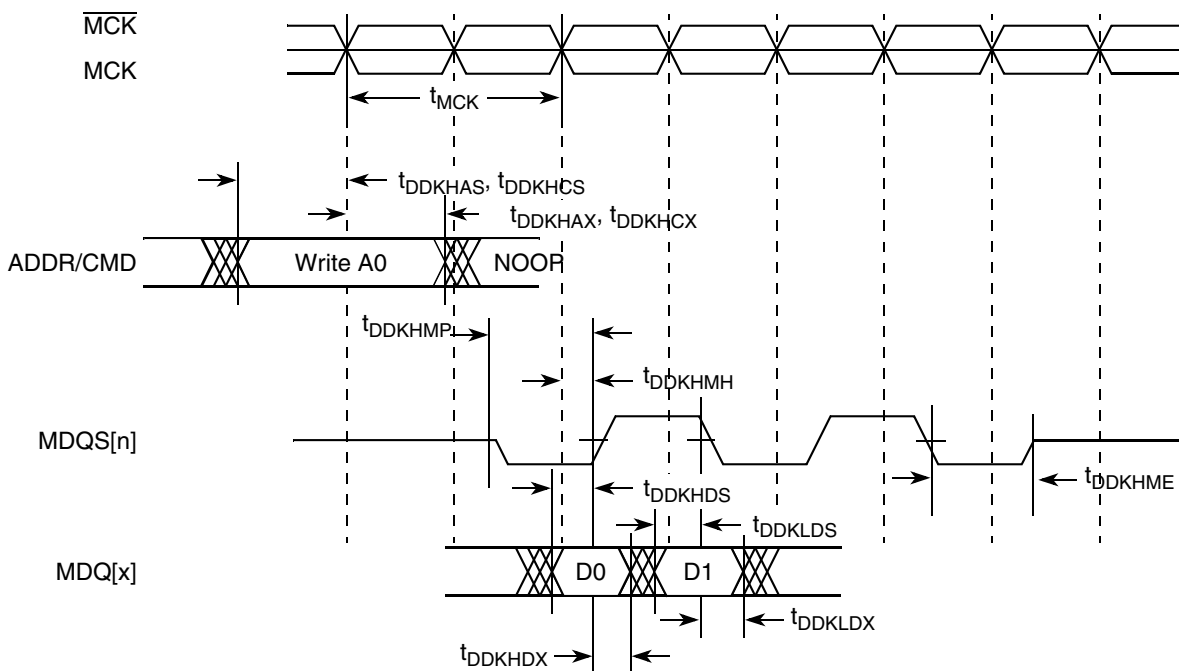 MCK
MCK
tMCK
tDDKHAS, tDDKHCS
tDDKHAX, tDDKHCX
ADDR/CMD
Write A0
NOOP
tDDKHMP
tDDKHMH
MDQS[n]
tDDKHME
tDDKHDS
tDDKLDS
MDQ[x]
D0
D1
tDDKLDX
tDDKHDX